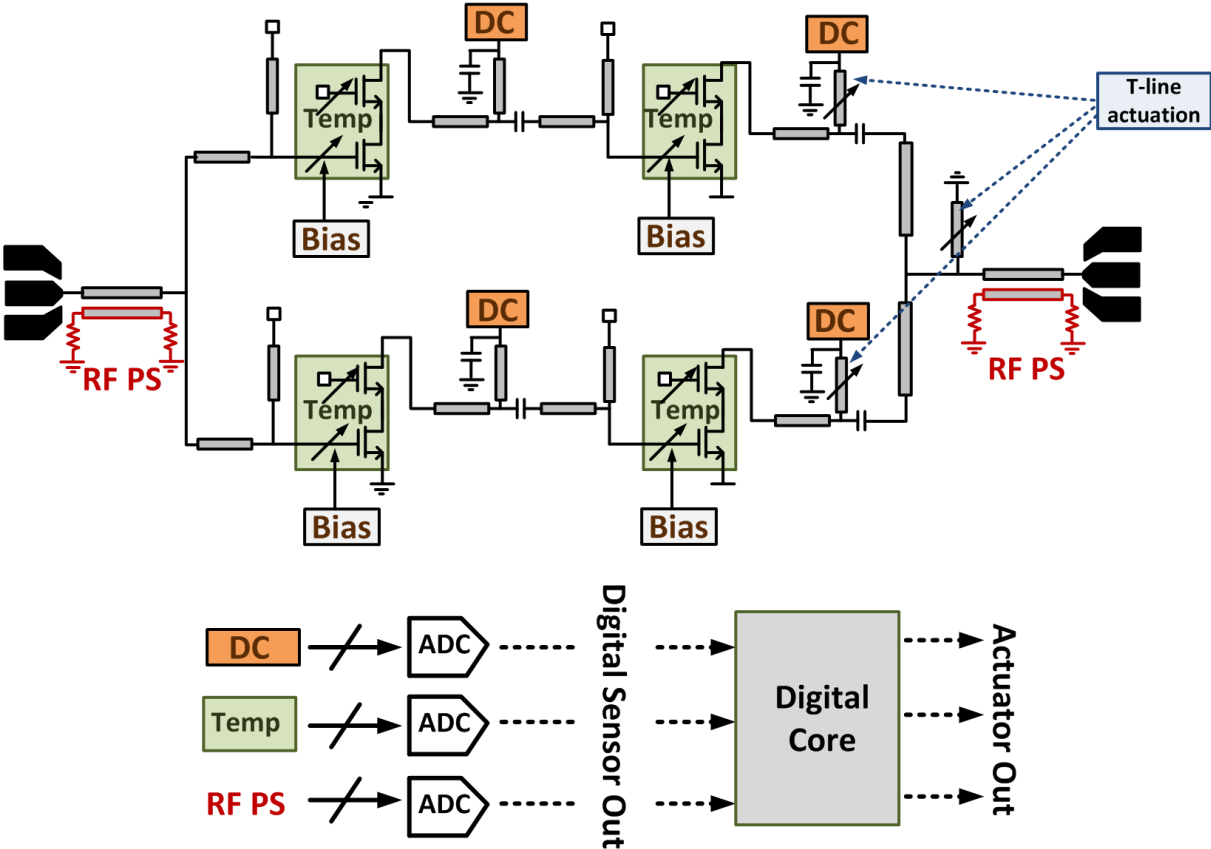 DC
DC
T-line
actuation
Temp
Temp
Bias
Bias
RF PS
DC
DC
RF PS
Temp
Temp
Bias
Bias
DC
ADC
Temp
ADC
RF PS
ADC
Digital Sensor Out
Digital
Core
Actuator Out